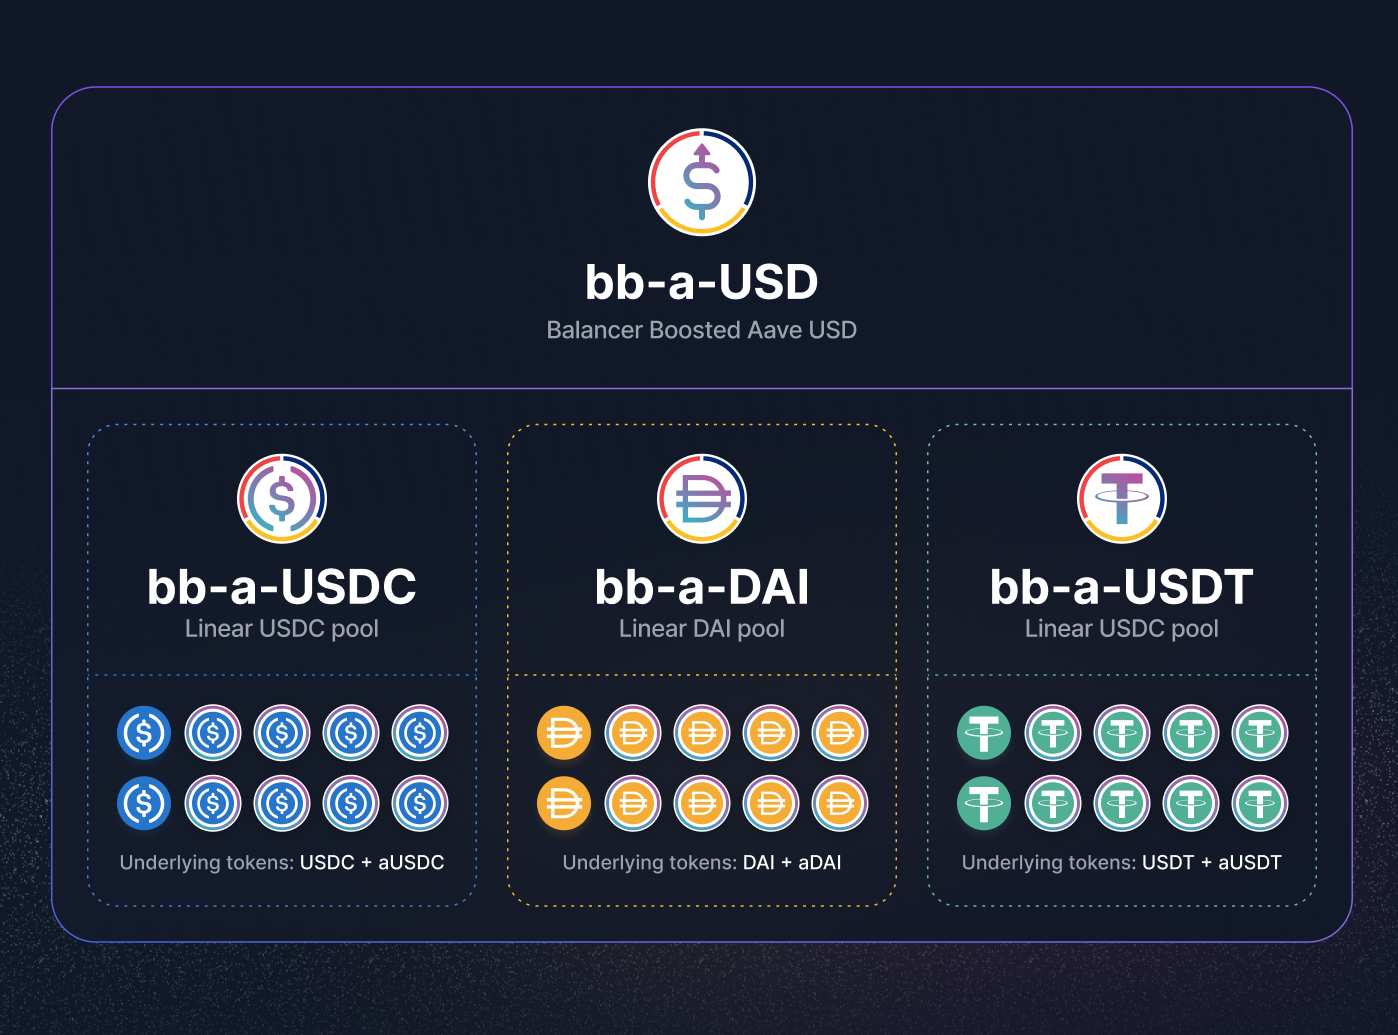 bb-a-USD
Balancer Boosted Aave USD
bb-a-USDC
Linear USDC pool
Underlying tokens: USDC + aUSDC
bb-a-DAI
Linear DAI pool
Underlying tokens: DAI + aDAI
bb-a-USDT
Linear USDC pool
Underlying tokens: USDT + aUSDT